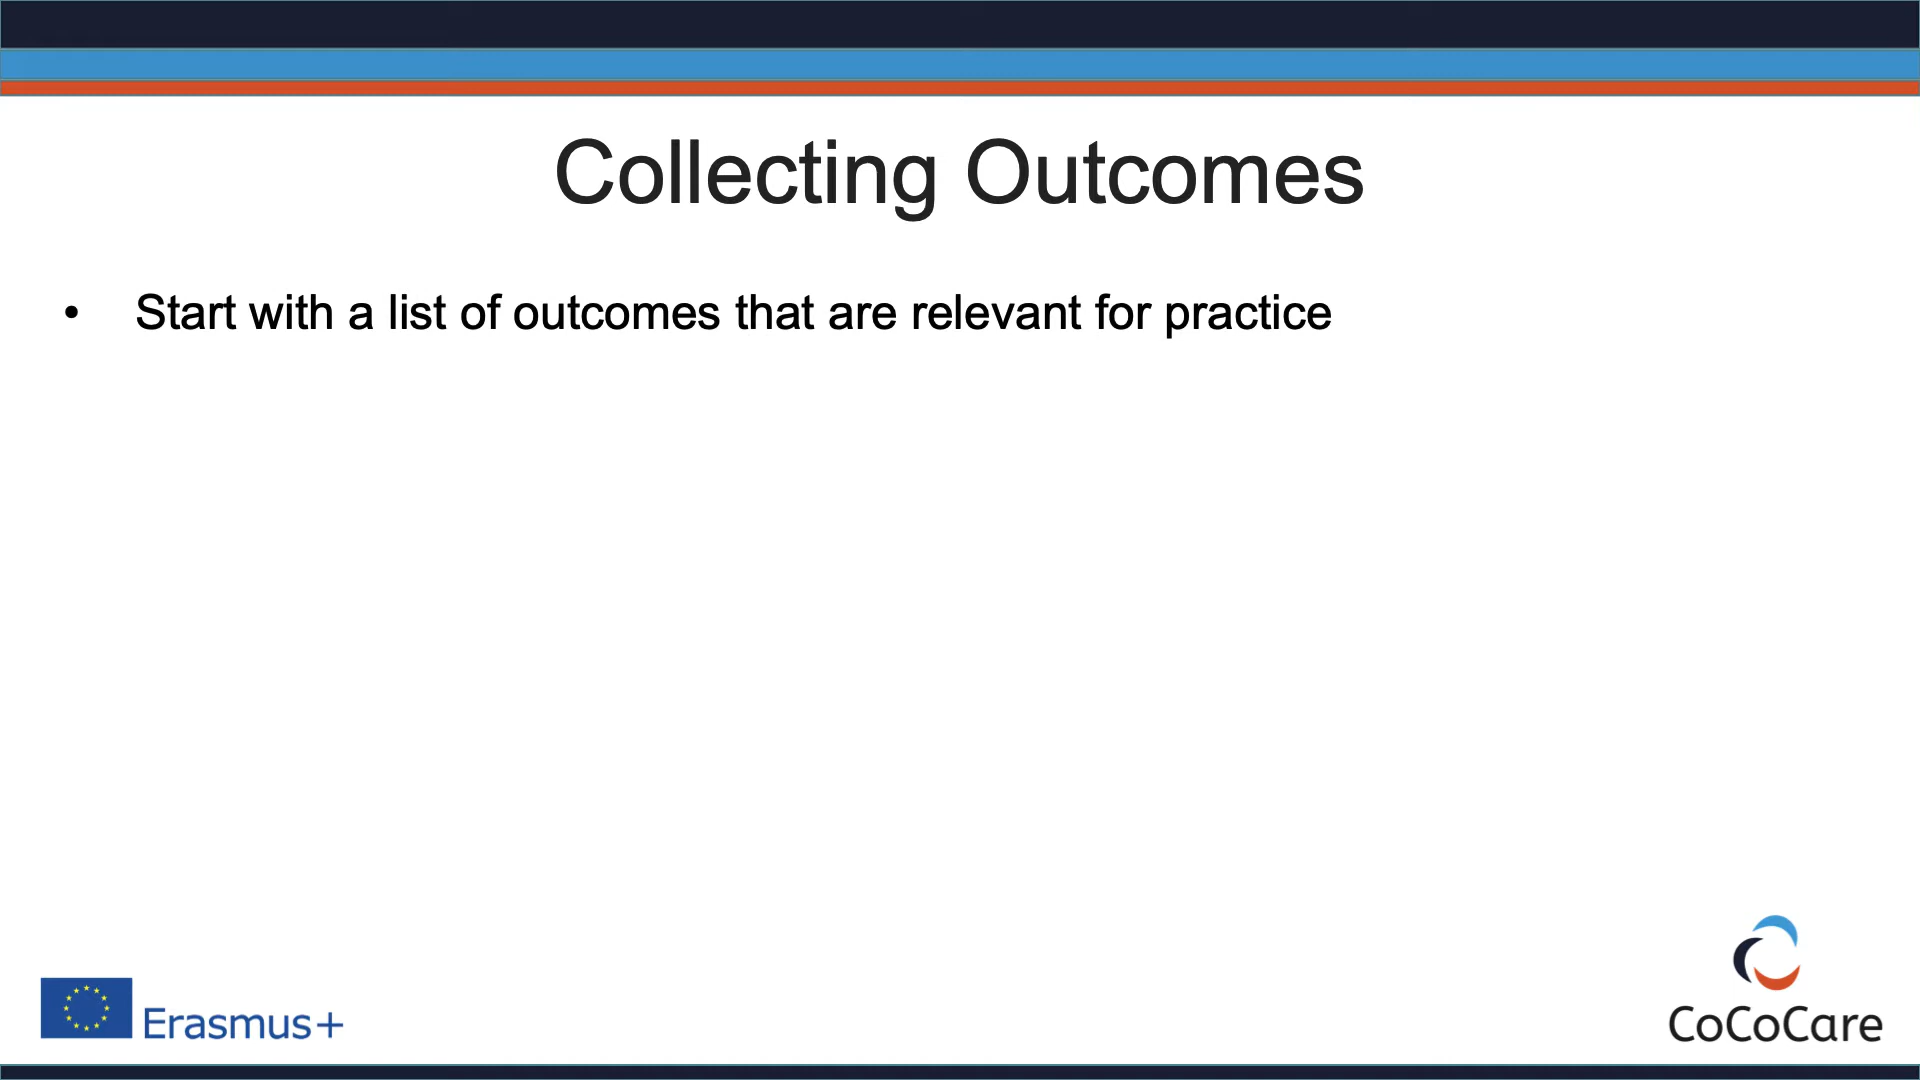 Collecting Outcomes
• Start with a list of outcomes that are relevant for practice
Erasmus+
CoCoCare